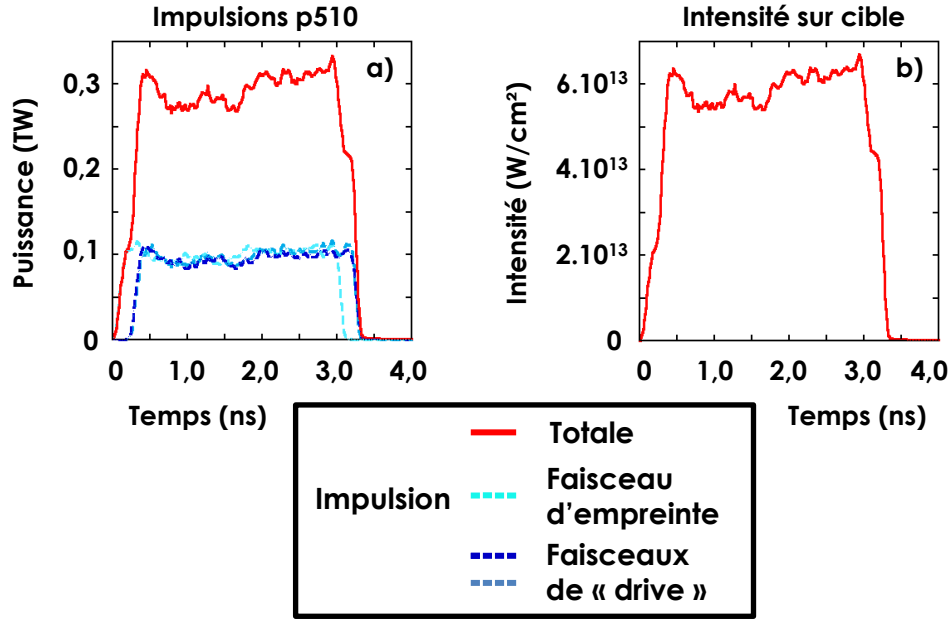 Impulsions p510
a)
Puissance (TW)
0,3
0,2
0,1
0
0 1,0 2,0 3,0 4,0
Temps (ns)
Intensité sur cible
b)
Intensité (W/cm²)
6.10¹³
4.10¹³
2.10¹³
0
0 1,0 2,0 3,0 4,0
Temps (ns)
Impulsion
Totale
Faisceau
d’empreinte
Faisceaux
de « drive »